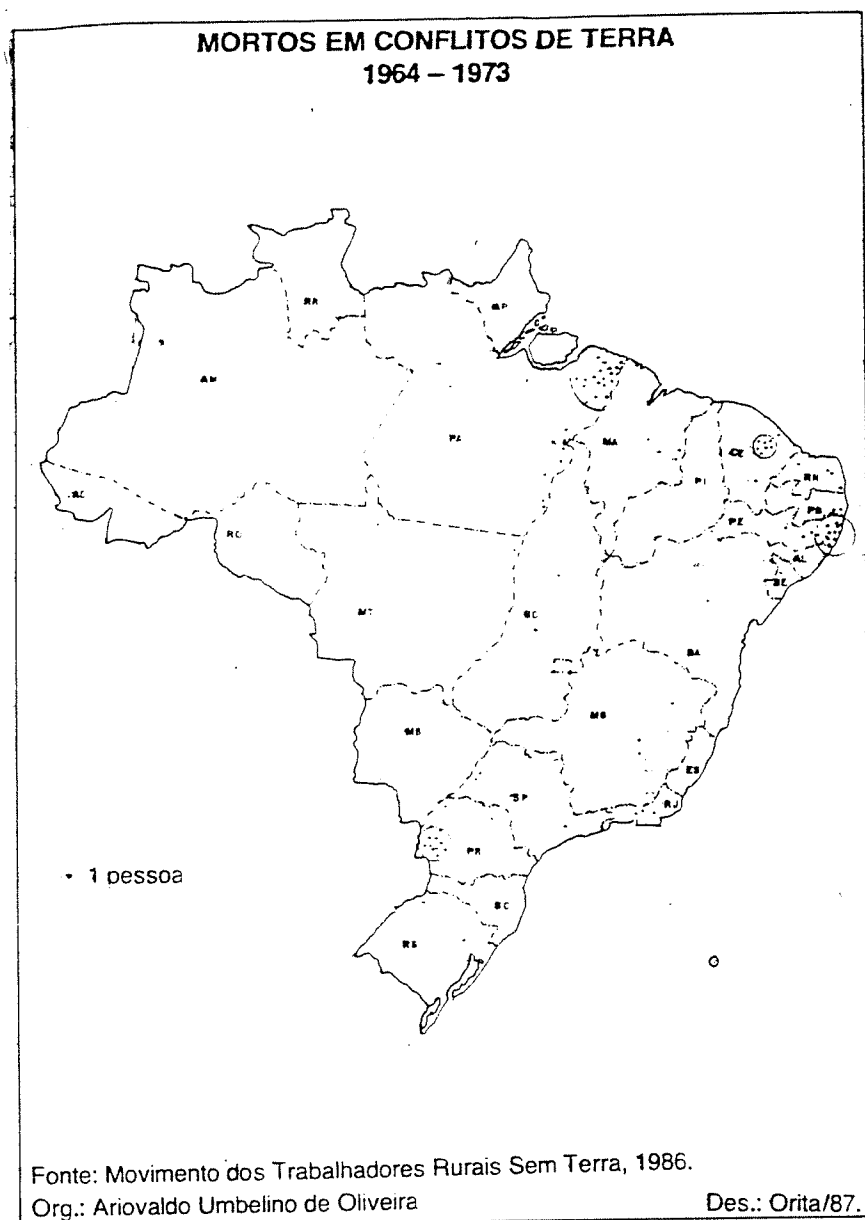 MORTOS EM CONFLITOS DE TERRA
1964 – 1973
RR
AP
AM
PA
MA
CE
RN
PI
PB
PE
AC
AL
SE
RO
MT
BA
MG
MS
ES
SP
RJ
PR
• 1 pessoa
SC
RS
Fonte: Movimento dos Trabalhadores Rurais Sem Terra, 1986.
Org.: Ariovaldo Umbelino de Oliveira Des.: Orita/87.